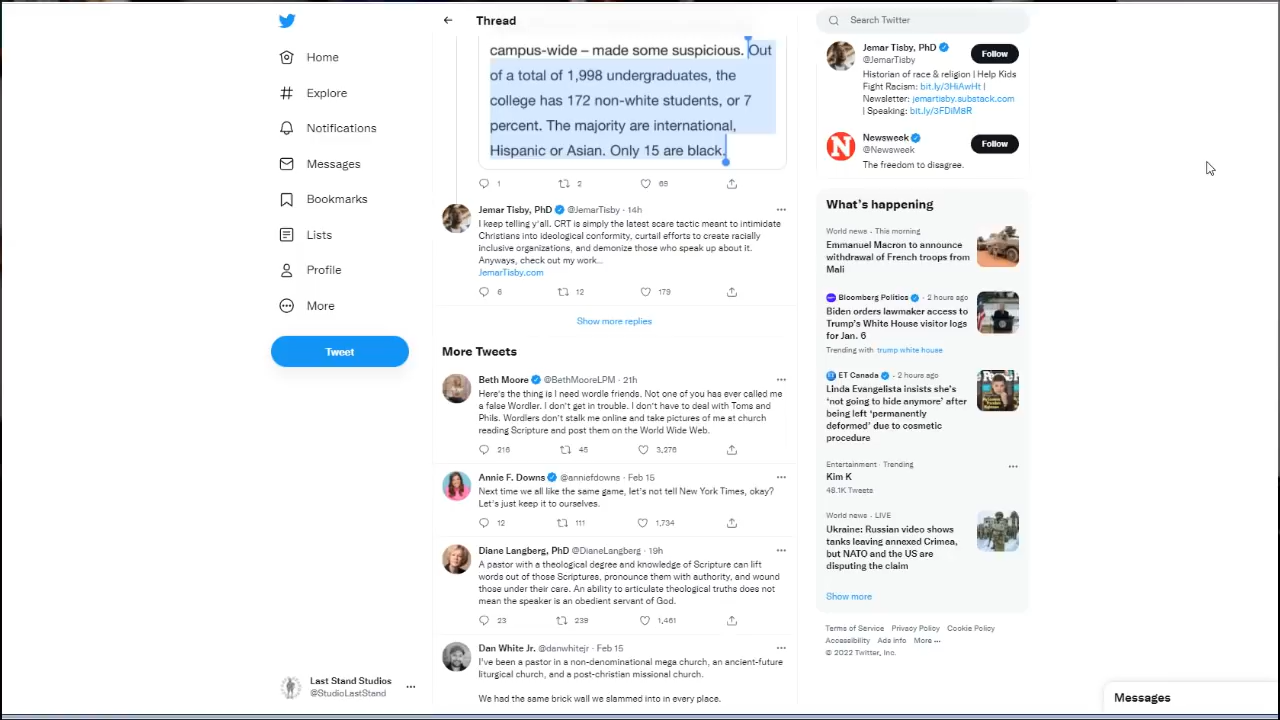 Home
Explore
Notifications
Messages
Bookmarks
Lists
Profile
More
Tweet
Last Stand Studios
@StudioLastStand
Thread
campus-wide – made some suspicious. Out
of a total of 1,998 undergraduates, the
college has 172 non-white students, or 7
percent. The majority are international,
Hispanic or Asian. Only 15 are black.
1 2 69
Jemar Tisby, PhD @JemarTisby · 14h
I keep telling y'all. CRT is simply the latest scare tactic meant to intimidate
Christians into ideological conformity, curtail efforts to create racially
inclusive organizations, and demonize those who speak up about it.
Anyways, check out my work...
JemarTisby.com
6 12 179
Show more replies
More Tweets
Beth Moore @BethMooreLPM · 21h
Here's the thing is I need wordle friends. Not one of you has ever called me
a false Wordler. I don't get in trouble. I don't have to deal with Toms and
Phils. Wordlers don't stalk me online and take pictures of me at church
reading Scripture and post them on the World Wide Web.
216 45 3,276
Annie F. Downs @anniefdowns · Feb 15
Next time we all like the same game, let's not tell New York Times, okay?
Let's just keep it to ourselves.
12 111 1,734
Diane Langberg, PhD @DianeLangberg · 19h
A pastor with a theological degree and knowledge of Scripture can lift
words out of those Scriptures, pronounce them with authority, and wound
those under their care. An ability to articulate theological truths does not
mean the speaker is an obedient servant of God.
23 239 1,461
Dan White Jr. @danwhitejr · Feb 15
I've been a pastor in a non-denominational mega church, an ancient-future
liturgical church, and a post-christian missional church.
We had the same brick wall we slammed into in every place.
Search Twitter
Jemar Tisby, PhD
@JemarTisby
Follow
Historian of race & religion | Help Kids
Fight Racism: bit.ly/3HiAwHt |
Newsletter: jemartisby.substack.com
| Speaking: bit.ly/3FDiM8R
Newsweek
@Newsweek
Follow
The freedom to disagree.
What's happening
World news · This morning
Emmanuel Macron to announce
withdrawal of French troops from
Mali
Bloomberg Politics · 2 hours ago
Biden orders lawmaker access to
Trump's White House visitor logs
for Jan. 6
Trending with trump white house
ET Canada · 2 hours ago
Linda Evangelista insists she's
'not going to hide anymore' after
being left 'permanently
deformed' due to cosmetic
procedure
Entertainment · Trending
Kim K
48.1K Tweets
World news · LIVE
Ukraine: Russian video shows
tanks leaving annexed Crimea,
but NATO and the US are
disputing the claim
Show more
Terms of Service Privacy Policy Cookie Policy
Accessibility Ads info More ···
© 2022 Twitter, Inc.
Messages